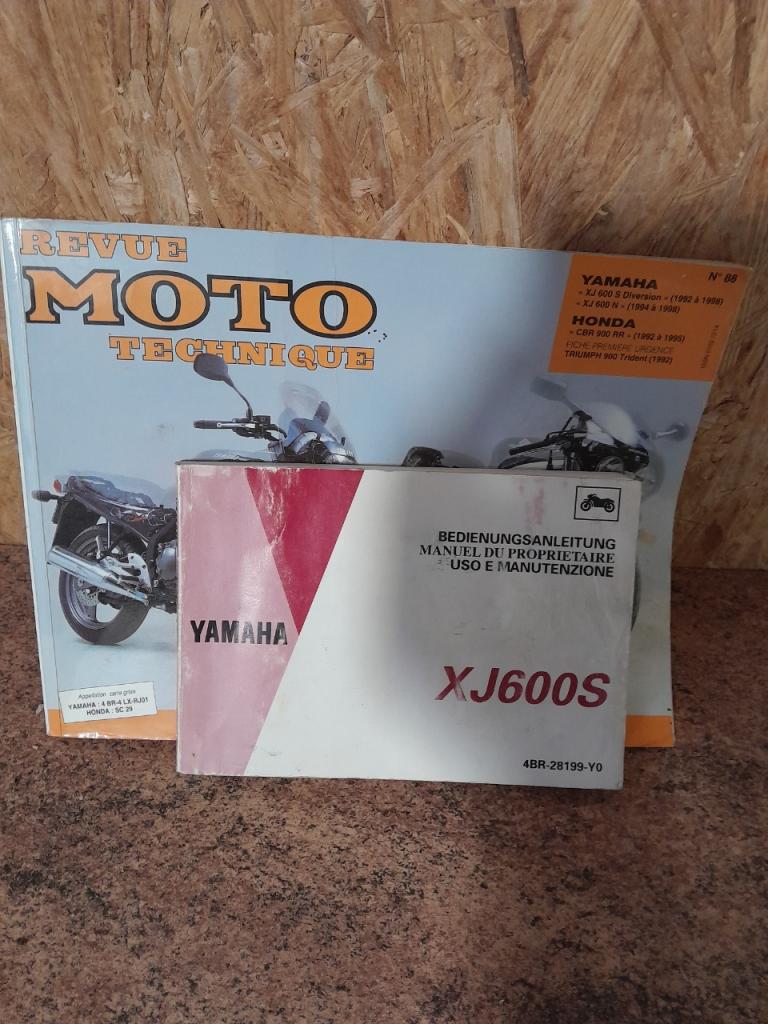 REVUE
MOTO
TECHNIQUE
N° 88
YAMAHA
« XJ 600 S Diversion » (1992 à 1998)
« XJ 600 N » (1994 à 1998)
HONDA
« CBR 900 RR » (1992 à 1995)
FICHE PREMIÈRE URGENCE
TRIUMPH 900 Trident (1992)
Appellation carte grise
YAMAHA : 4 BR-4 LX-RJ01
HONDA : SC 29
BEDIENUNGSANLEITUNG
MANUEL DU PROPRIETAIRE
USO E MANUTENZIONE
YAMAHA
XJ600S
4BR-28199-Y0